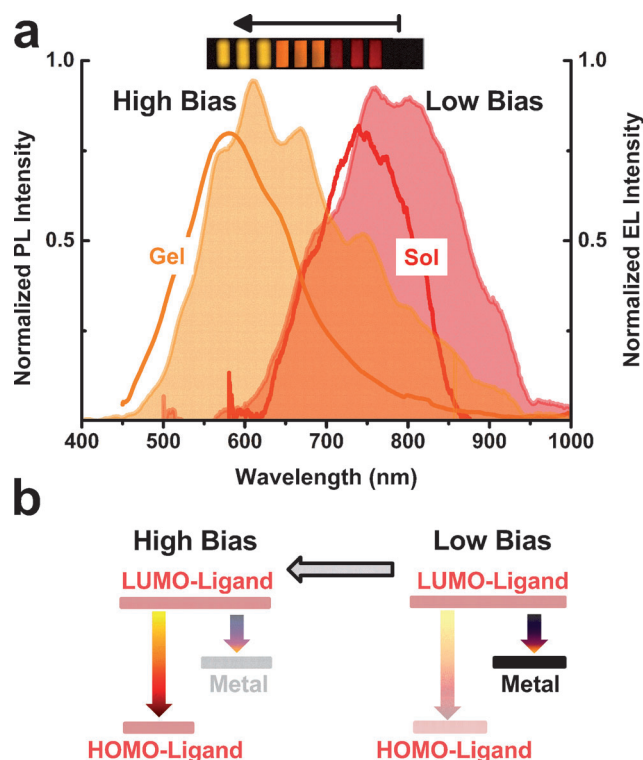 a
High Bias
Low Bias
1.0
1.0
0.5
0.5
Gel
Sol
Normalized PL Intensity
Normalized EL Intensity
400 500 600 700 800 900 1000
Wavelength (nm)
b
High Bias
Low Bias
LUMO-Ligand
LUMO-Ligand
Metal
Metal
HOMO-Ligand
HOMO-Ligand